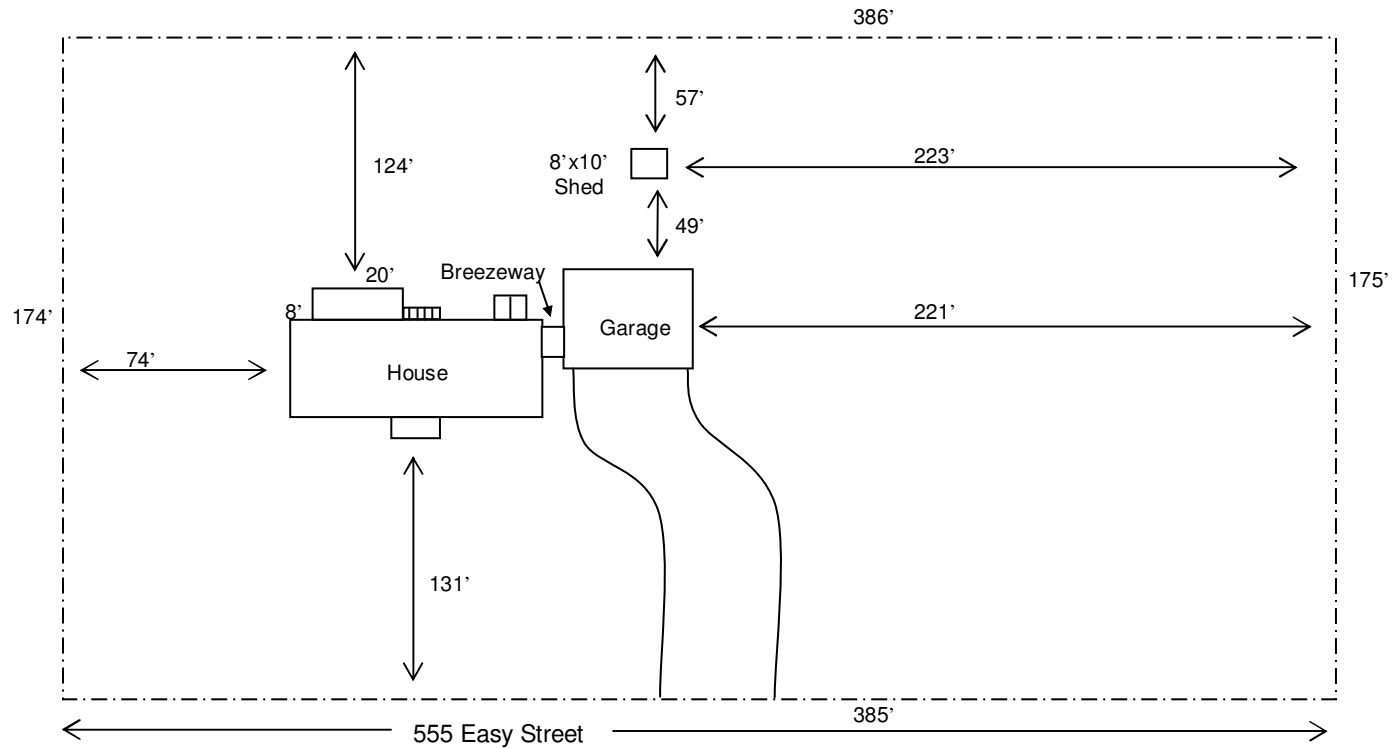 386’
57’
124’
8’x10’
Shed
223’
49’
20’
Breezeway
175’
8’
174’
221’
Garage
74’
House
131’
385’
555 Easy Street